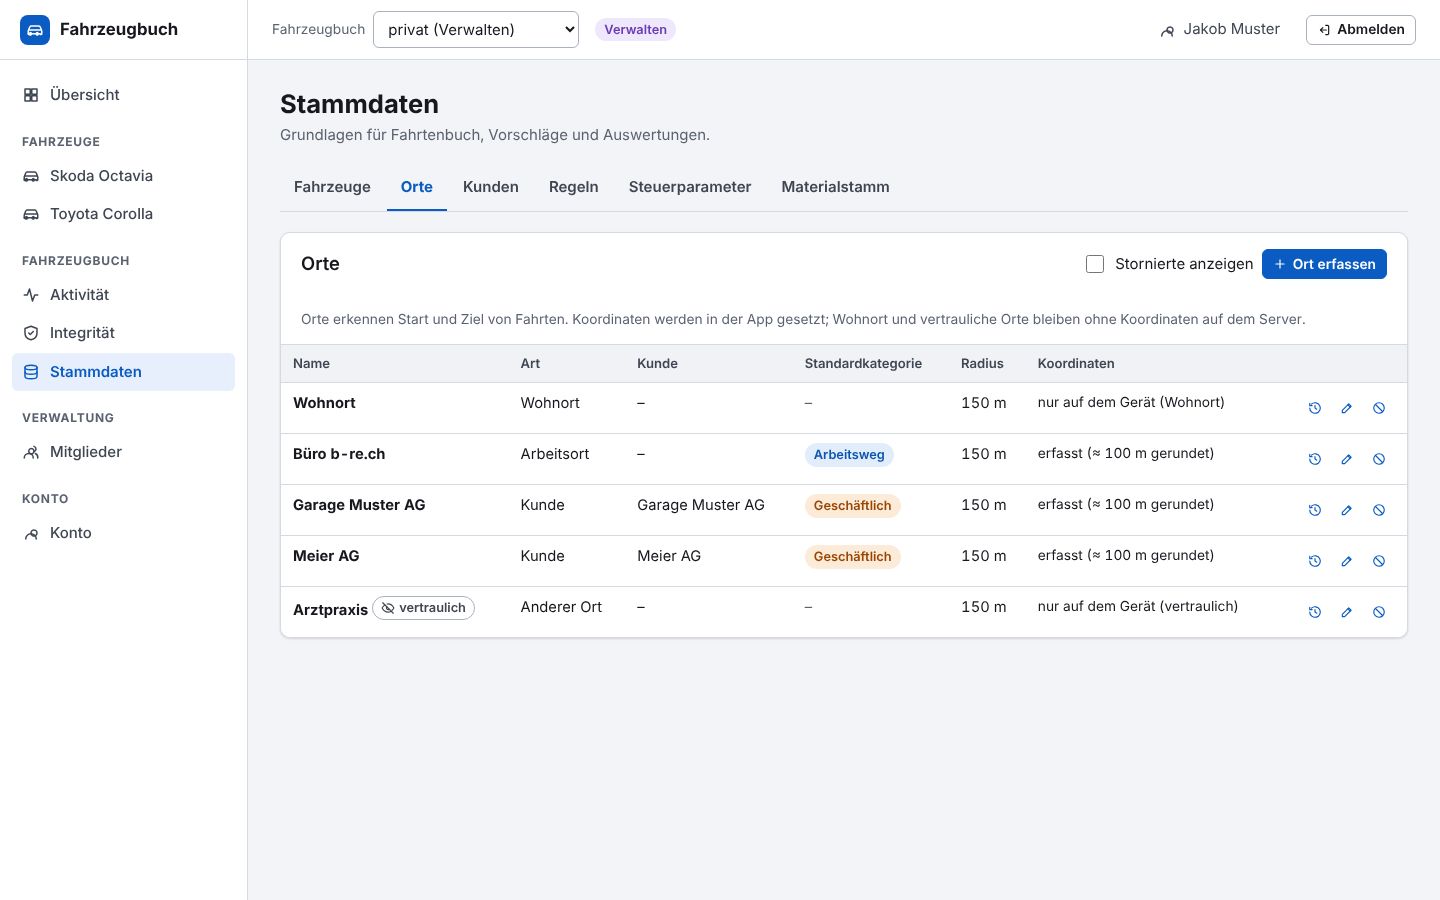 Fahrzeugbuch
Fahrzeugbuch privat (Verwalten) Verwalten Jakob Muster Abmelden
Übersicht
FAHRZEUGE
Skoda Octavia
Toyota Corolla
FAHRZEUGBUCH
Aktivität
Integrität
Stammdaten
VERWALTUNG
Mitglieder
KONTO
Konto
Stammdaten
Grundlagen für Fahrtenbuch, Vorschläge und Auswertungen.
Fahrzeuge Orte Kunden Regeln Steuerparameter Materialstamm
Orte Stornierte anzeigen + Ort erfassen
Orte erkennen Start und Ziel von Fahrten. Koordinaten werden in der App gesetzt; Wohnort und vertrauliche Orte bleiben ohne Koordinaten auf dem Server.
Name Art Kunde Standardkategorie Radius Koordinaten
Wohnort Wohnort – – 150 m nur auf dem Gerät (Wohnort)
Büro b-re.ch Arbeitsort – Arbeitsweg 150 m erfasst (≈ 100 m gerundet)
Garage Muster AG Kunde Garage Muster AG Geschäftlich 150 m erfasst (≈ 100 m gerundet)
Meier AG Kunde Meier AG Geschäftlich 150 m erfasst (≈ 100 m gerundet)
Arztpraxis vertraulich Anderer Ort – – 150 m nur auf dem Gerät (vertraulich)